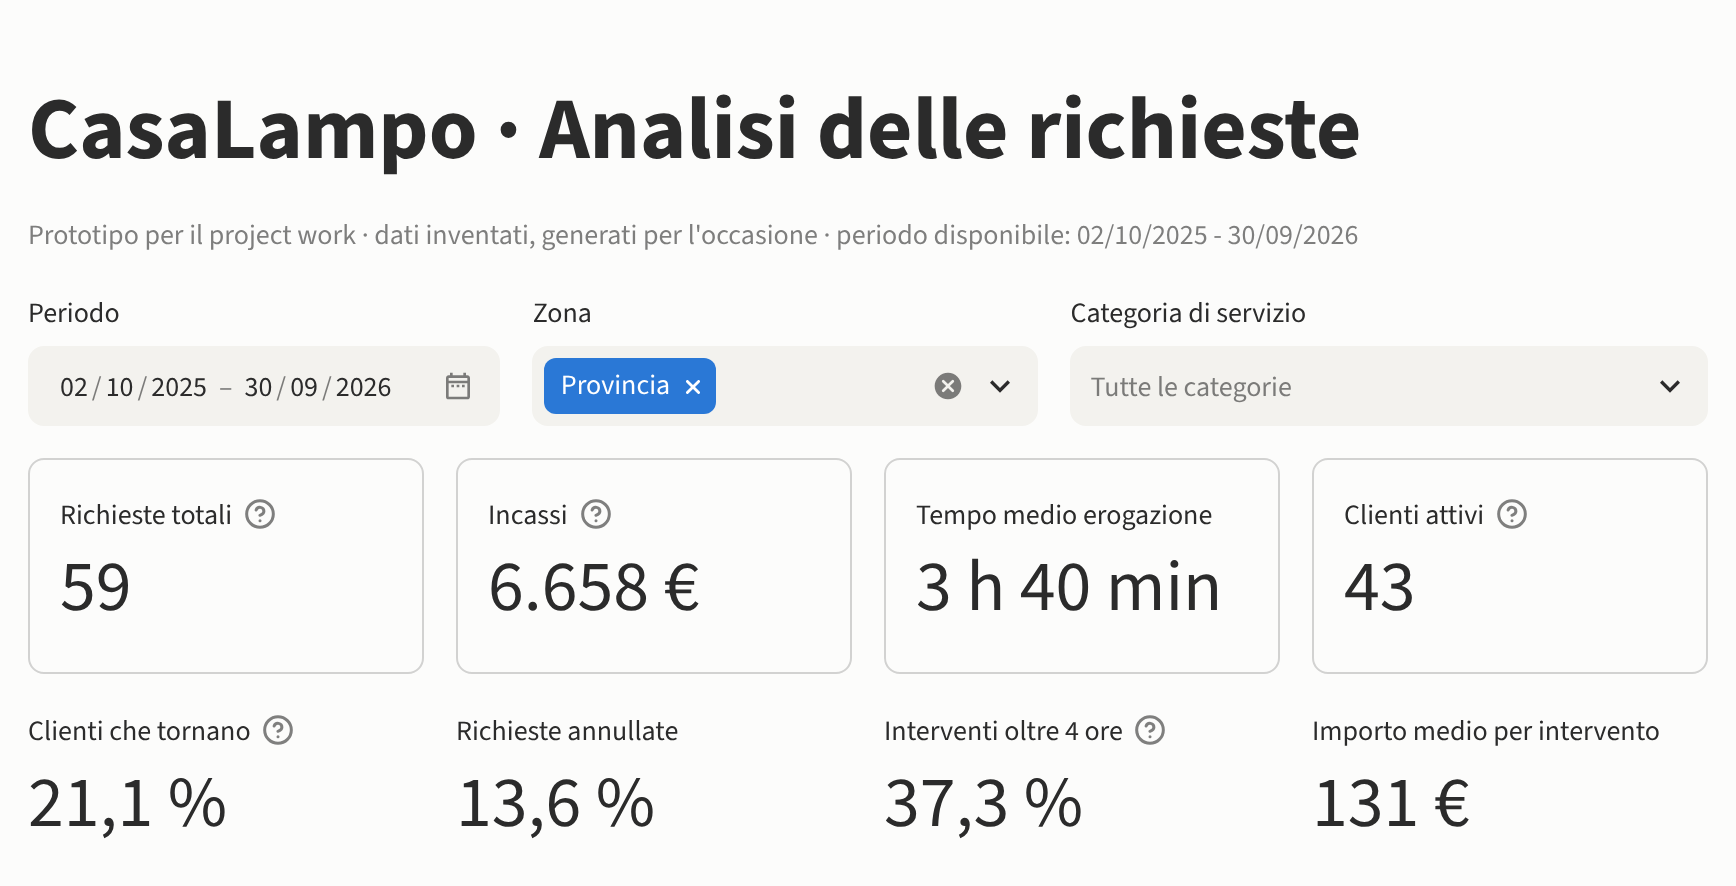 CasaLampo · Analisi delle richieste
Prototipo per il project work · dati inventati, generati per l'occasione · periodo disponibile: 02/10/2025 - 30/09/2026
Periodo
Zona
Categoria di servizio
02/10/2025 – 30/09/2026
Provincia
Tutte le categorie
Richieste totali
59
Incassi
6.658 €
Tempo medio erogazione
3 h 40 min
Clienti attivi
43
Clienti che tornano
21,1 %
Richieste annullate
13,6 %
Interventi oltre 4 ore
37,3 %
Importo medio per intervento
131 €